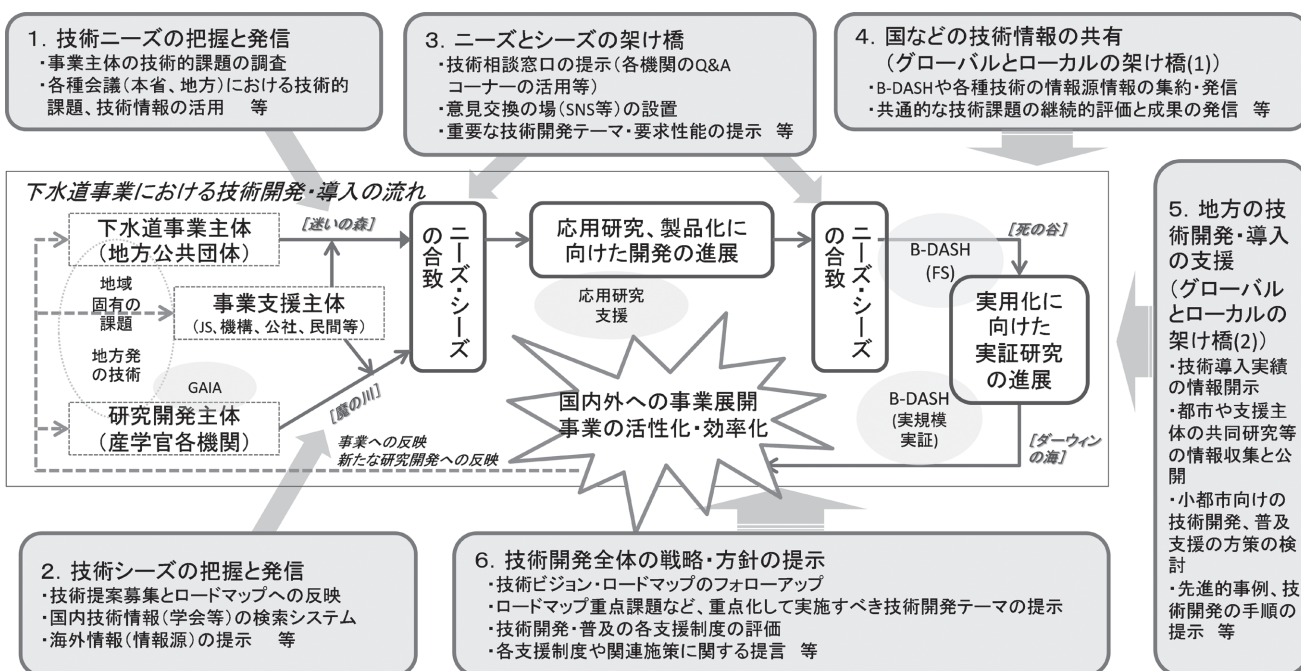 1．技術ニーズの把握と発信
・事業主体の技術的課題の調査
・各種会議（本省、地方）における技術的
課題、技術情報の活用　等
3．ニーズとシーズの架け橋
・技術相談窓口の提示（各機関のQ&A
コーナーの活用等）
・意見交換の場（SNS等）の設置
・重要な技術開発テーマ・要求性能の提示　等
4．国などの技術情報の共有
（グローバルとローカルの架け橋(1)）
・B-DASHや各種技術の情報源情報の集約・発信
・共通的な技術課題の継続的評価と成果の発信　等
下水道事業における技術開発・導入の流れ
下水道事業主体
（地方公共団体）
[迷いの森]
地域
固有の
課題
地方発
の技術
事業支援主体
（JS、機構、公社、民間等）
GAIA
研究開発主体
（産学官各機関）
[魔の川]
ニーズ・シーズ
の合致
応用研究、製品化に
向けた開発の進展
応用研究
支援
ニーズ・シーズ
の合致
B-DASH
(FS)
[死の谷]
実用化に
向けた
実証研究
の進展
B-DASH
(実規模
実証)
[ダーウィン
の海]
国内外への事業展開
事業の活性化・効率化
事業への反映
新たな研究開発への反映
5．地方の技
術開発・導入
の支援
（グローバル
とローカルの
架け橋(2)）
・技術導入実績
の情報開示
・都市や支援主
体の共同研究等
の情報収集と公
開
・小都市向けの
技術開発、普及
支援の方策の検
討
・先進的事例、技
術開発の手順の
提示　等
2．技術シーズの把握と発信
・技術提案募集とロードマップへの反映
・国内技術情報（学会等）の検索システム
・海外情報（情報源）の提示　等
6．技術開発全体の戦略・方針の提示
・技術ビジョン・ロードマップのフォローアップ
・ロードマップ重点課題など、重点化して実施すべき技術開発テーマの提示
・技術開発・普及の各支援制度の評価
・各支援制度や関連施策に関する提言　等